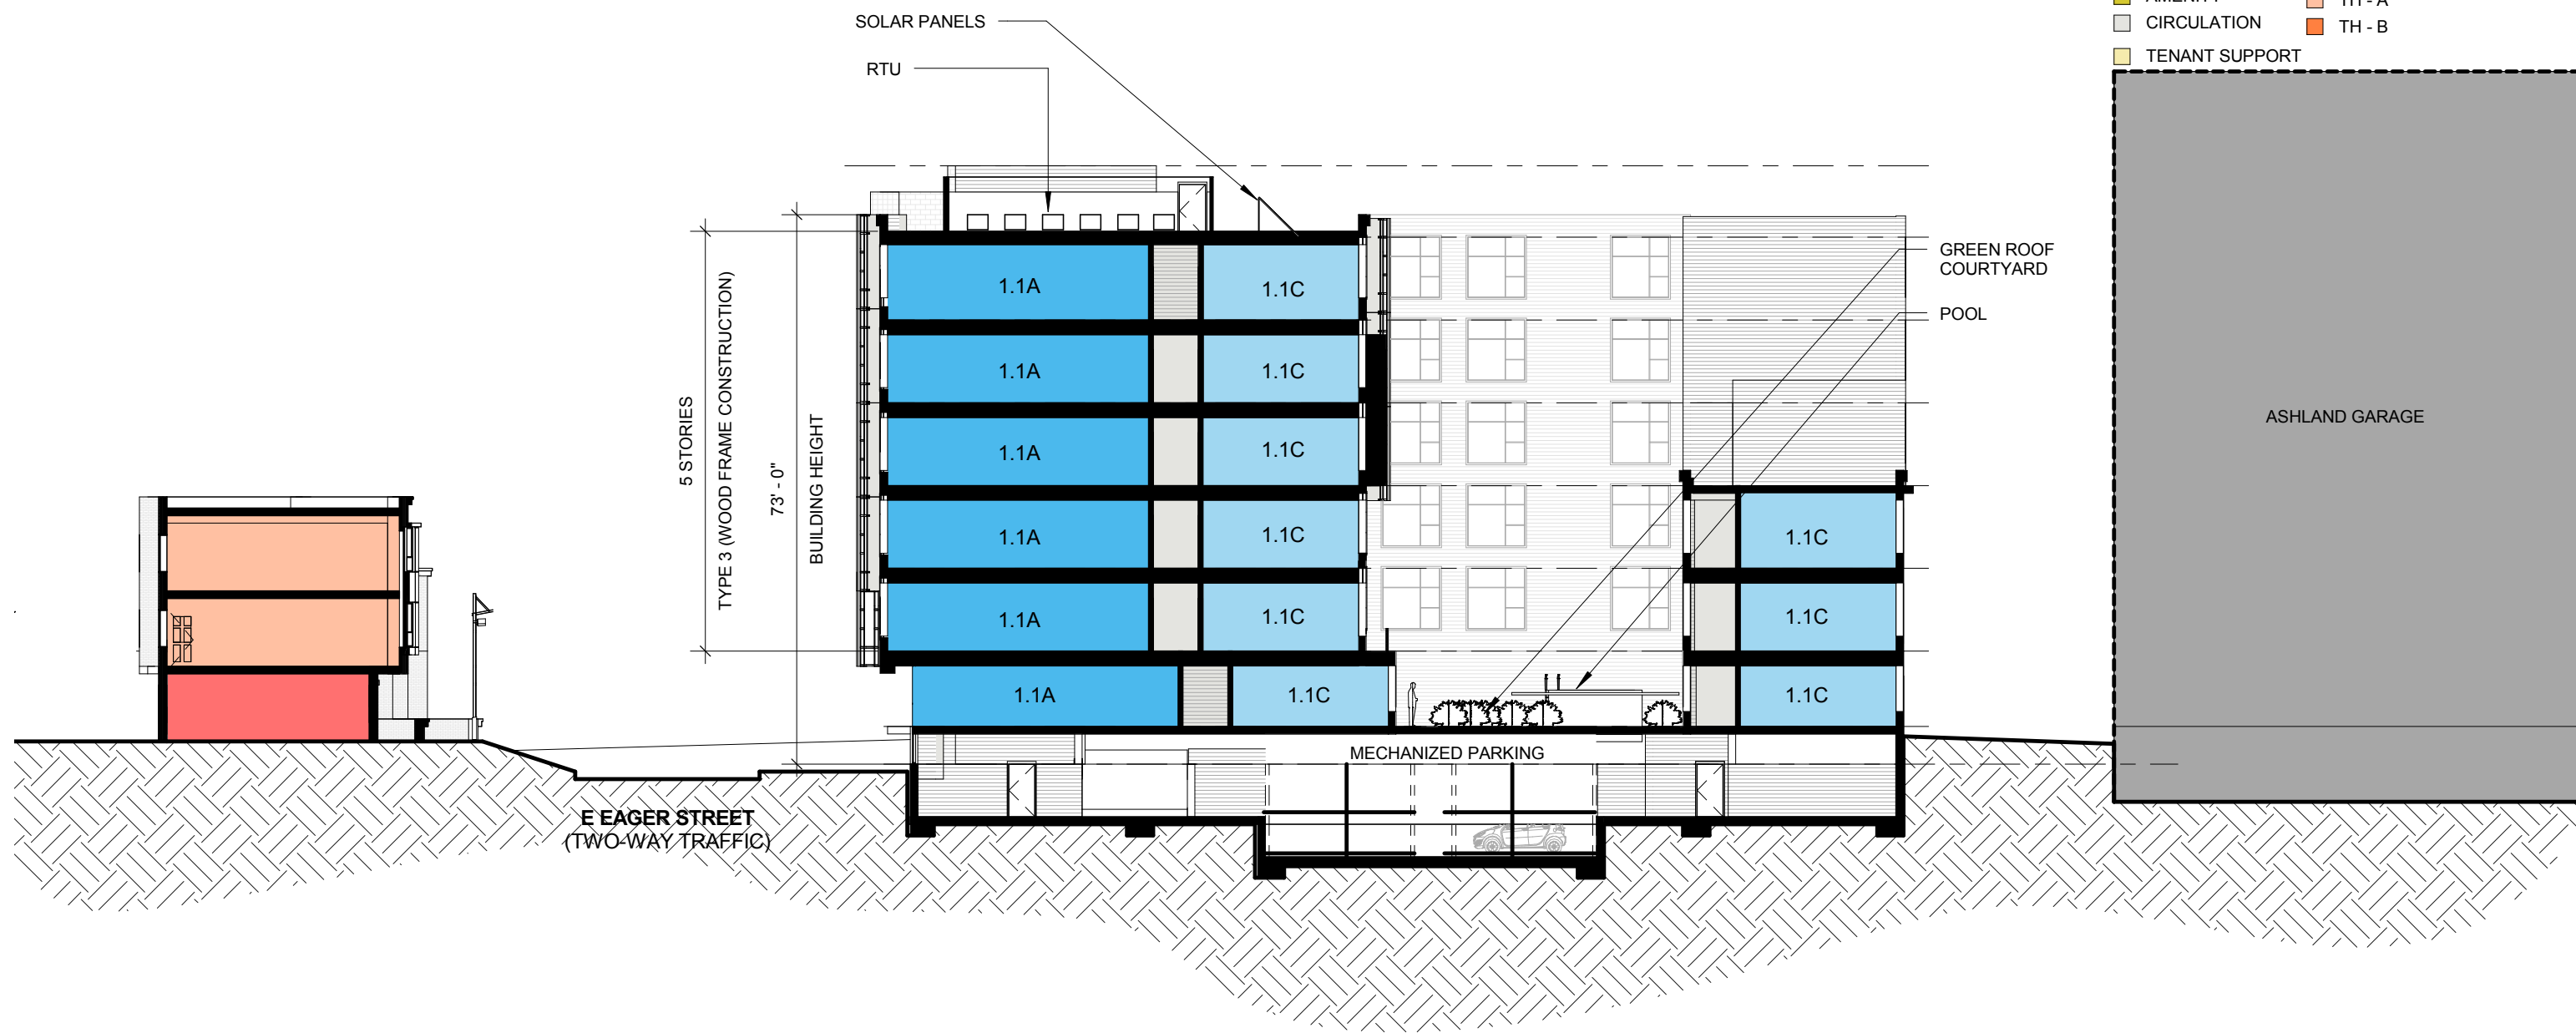 AMENITY
TH - A
CIRCULATION
TH - B
TENANT SUPPORT
SOLAR PANELS
RTU
GREEN ROOF
COURTYARD
POOL
ASHLAND GARAGE
5 STORIES
TYPE 3 (WOOD FRAME CONSTRUCTION)
73' - 0"
BUILDING HEIGHT
1.1A
1.1C
1.1A
1.1C
1.1A
1.1C
1.1A
1.1C
1.1C
1.1A
1.1C
1.1C
1.1A
1.1C
1.1C
MECHANIZED PARKING
E EAGER STREET
(TWO-WAY TRAFFIC)